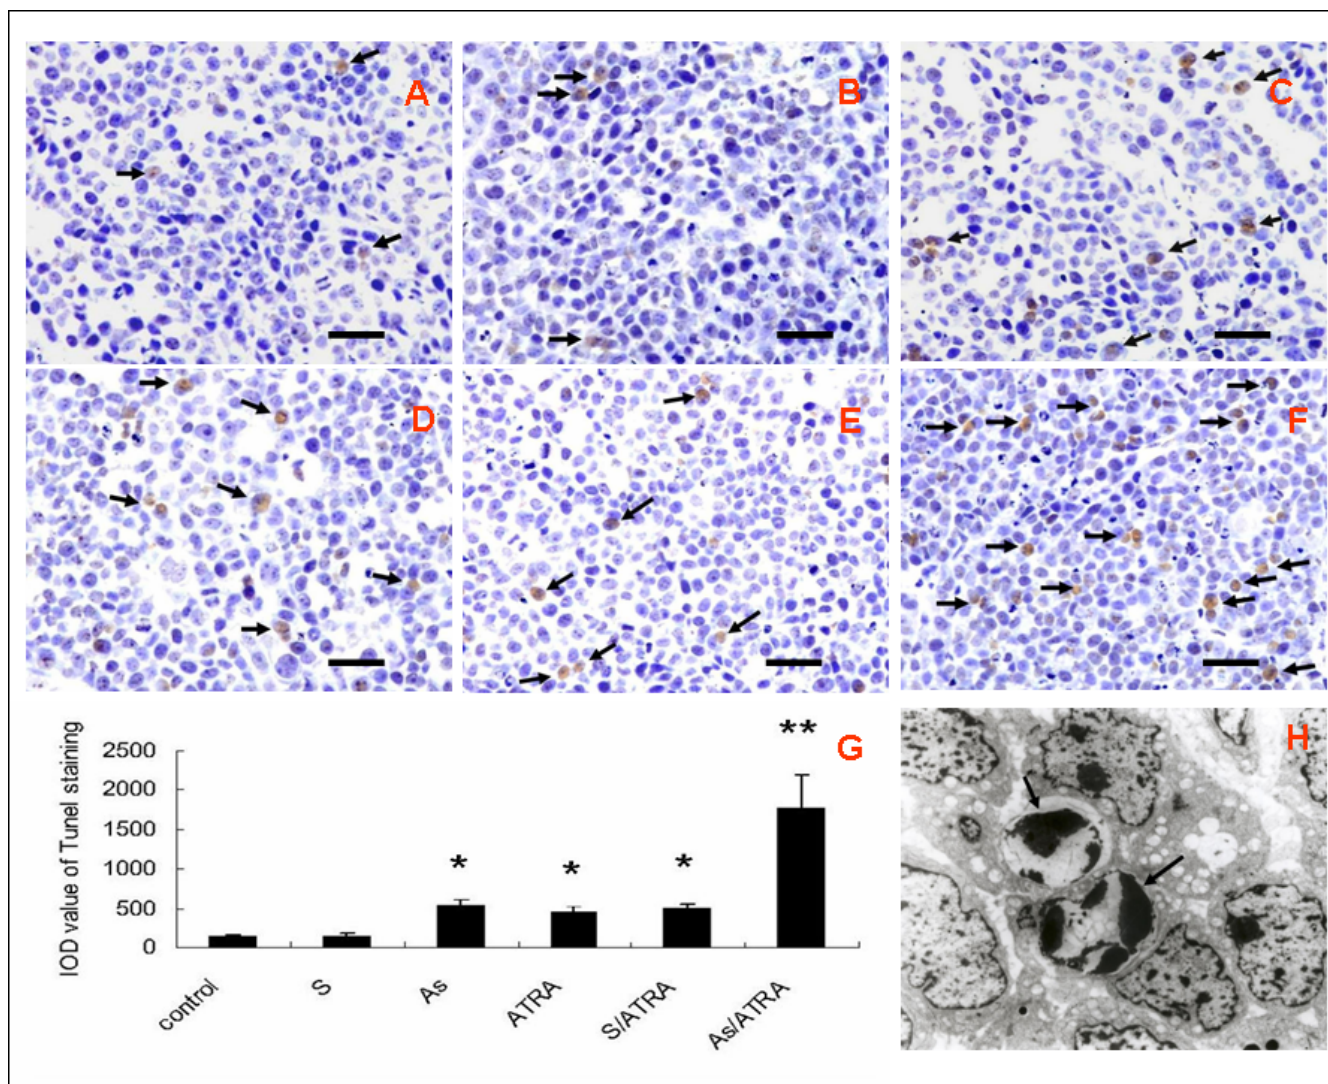 A
B
C
D
E
F
G
H
IOD value of Tunel staining
2500
2000
1500
1000
500
0
*
*
*
**
control
S
As
ATRA
S/ATRA
As/ATRA